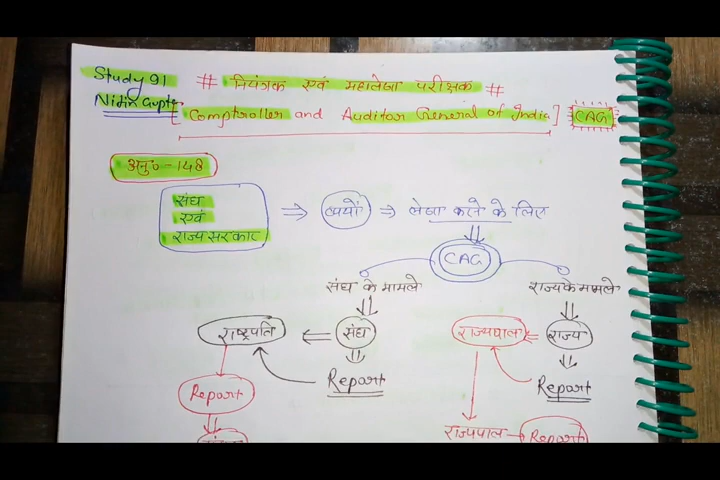 Study 91 # नियंत्रक एवं महालेखा परीक्षक #
Nitin Gupta [Comptroller and Auditor General of India] CAG
अनु०-148
संघ
एवं
राज्य सरकार ⇒ व्ययों ⇒ लेखा करने के लिए
CAG
संघ के मामले राज्य के मामले
राष्ट्रपति ⇐ संघ राज्यपाल ⇐ राज्य
Report Report
Report
राज्यपाल → Report